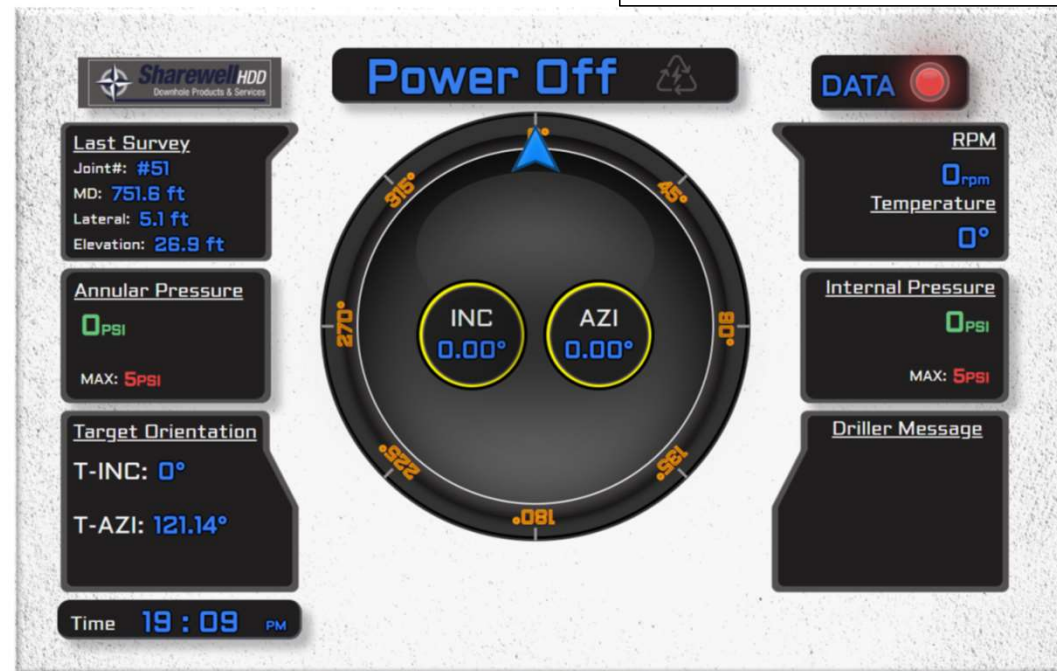 Sharewell HDD
Downhole Products & Services
Power Off
DATA
Last Survey
Joint#: #51
MD: 751.6 ft
Lateral: 5.1 ft
Elevation: 26.9 ft
RPM
0rpm
Temperature
0°
Annular Pressure
0PSI
MAX: 5PSI
0°
45°
90°
135°
180°
225°
270°
315°
INC
0.00°
AZI
0.00°
Internal Pressure
0PSI
MAX: 5PSI
Target Orientation
T-INC: 0°
T-AZI: 121.14°
Driller Message
Time 19 : 09 PM